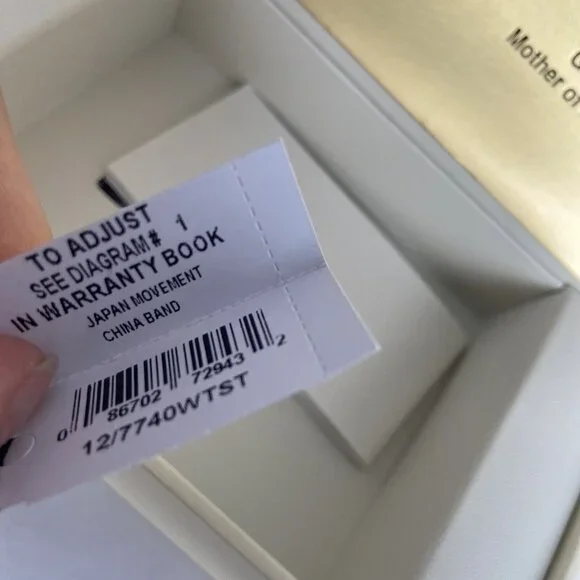 Mother of
TO ADJUST
SEE DIAGRAM# 1
IN WARRANTY BOOK
JAPAN MOVEMENT
CHINA BAND
0 86702 72943 2
12/7740WTST